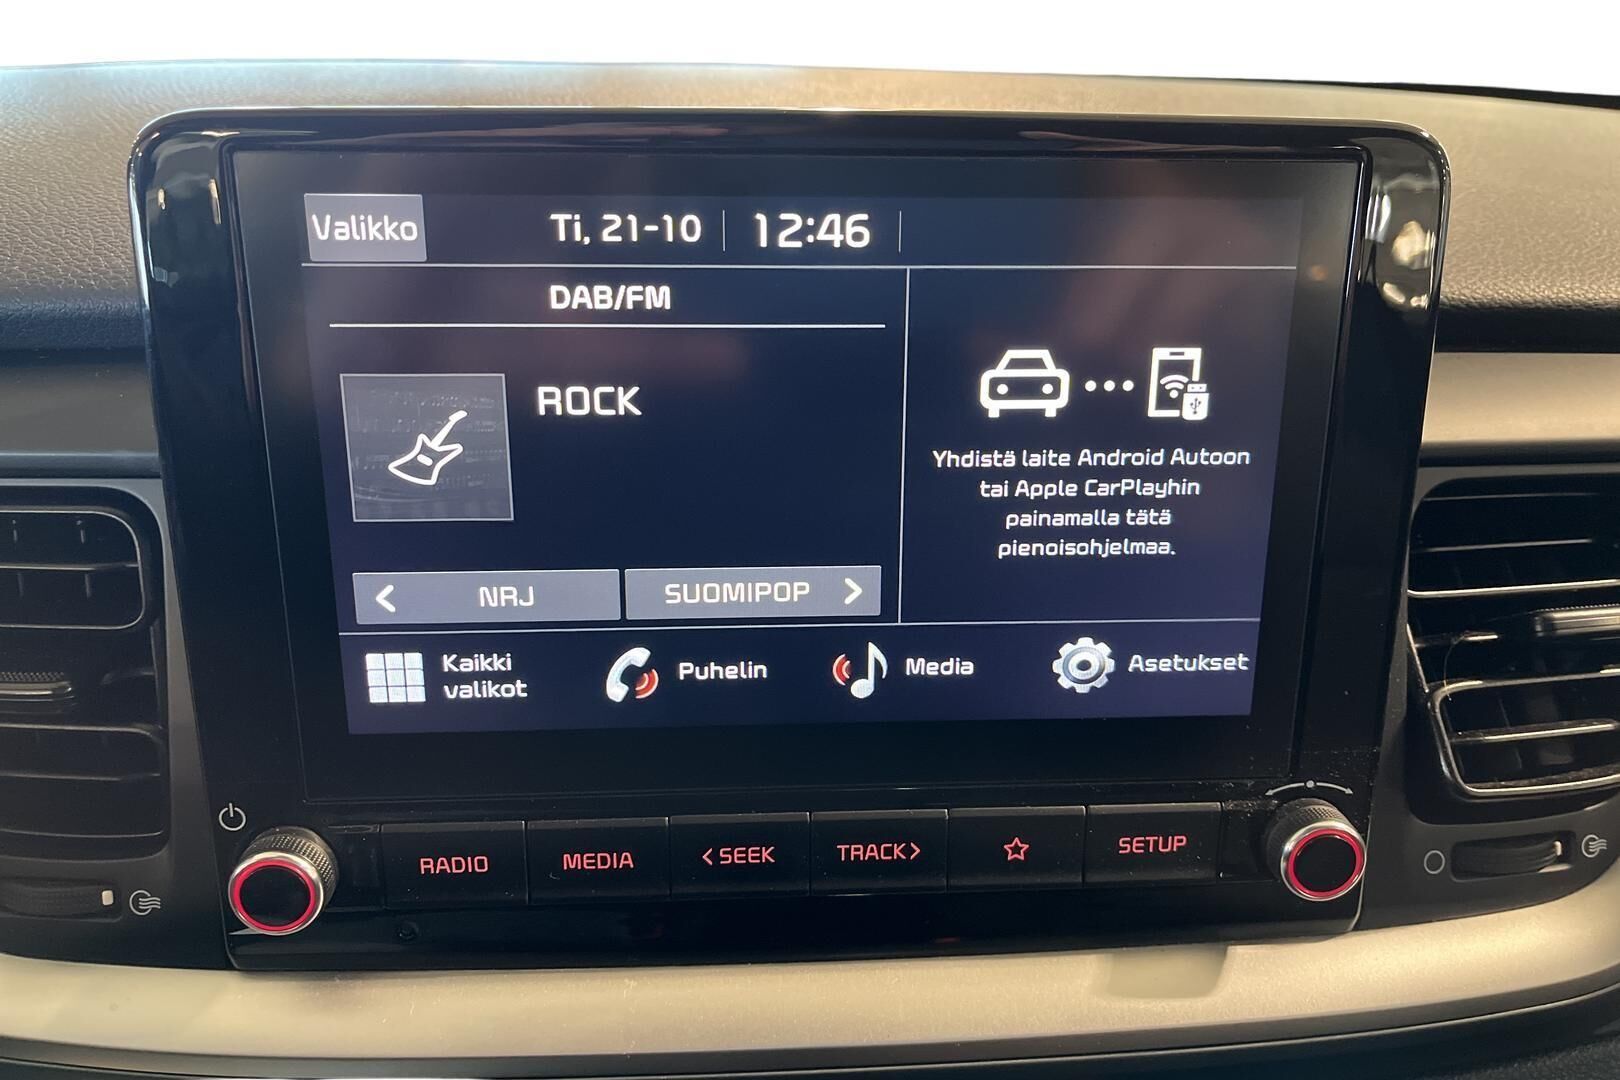 Valikko
Ti, 21-10
12:46
DAB/FM
ROCK
Yhdistä laite Android Autoon
tai Apple CarPlayhin
painamalla tätä
pienoisohjelmaa.
< NRJ
SUOMIPOP >
Kaikki
valikot
Puhelin
Media
Asetukset
RADIO
MEDIA
< SEEK
TRACK >
SETUP